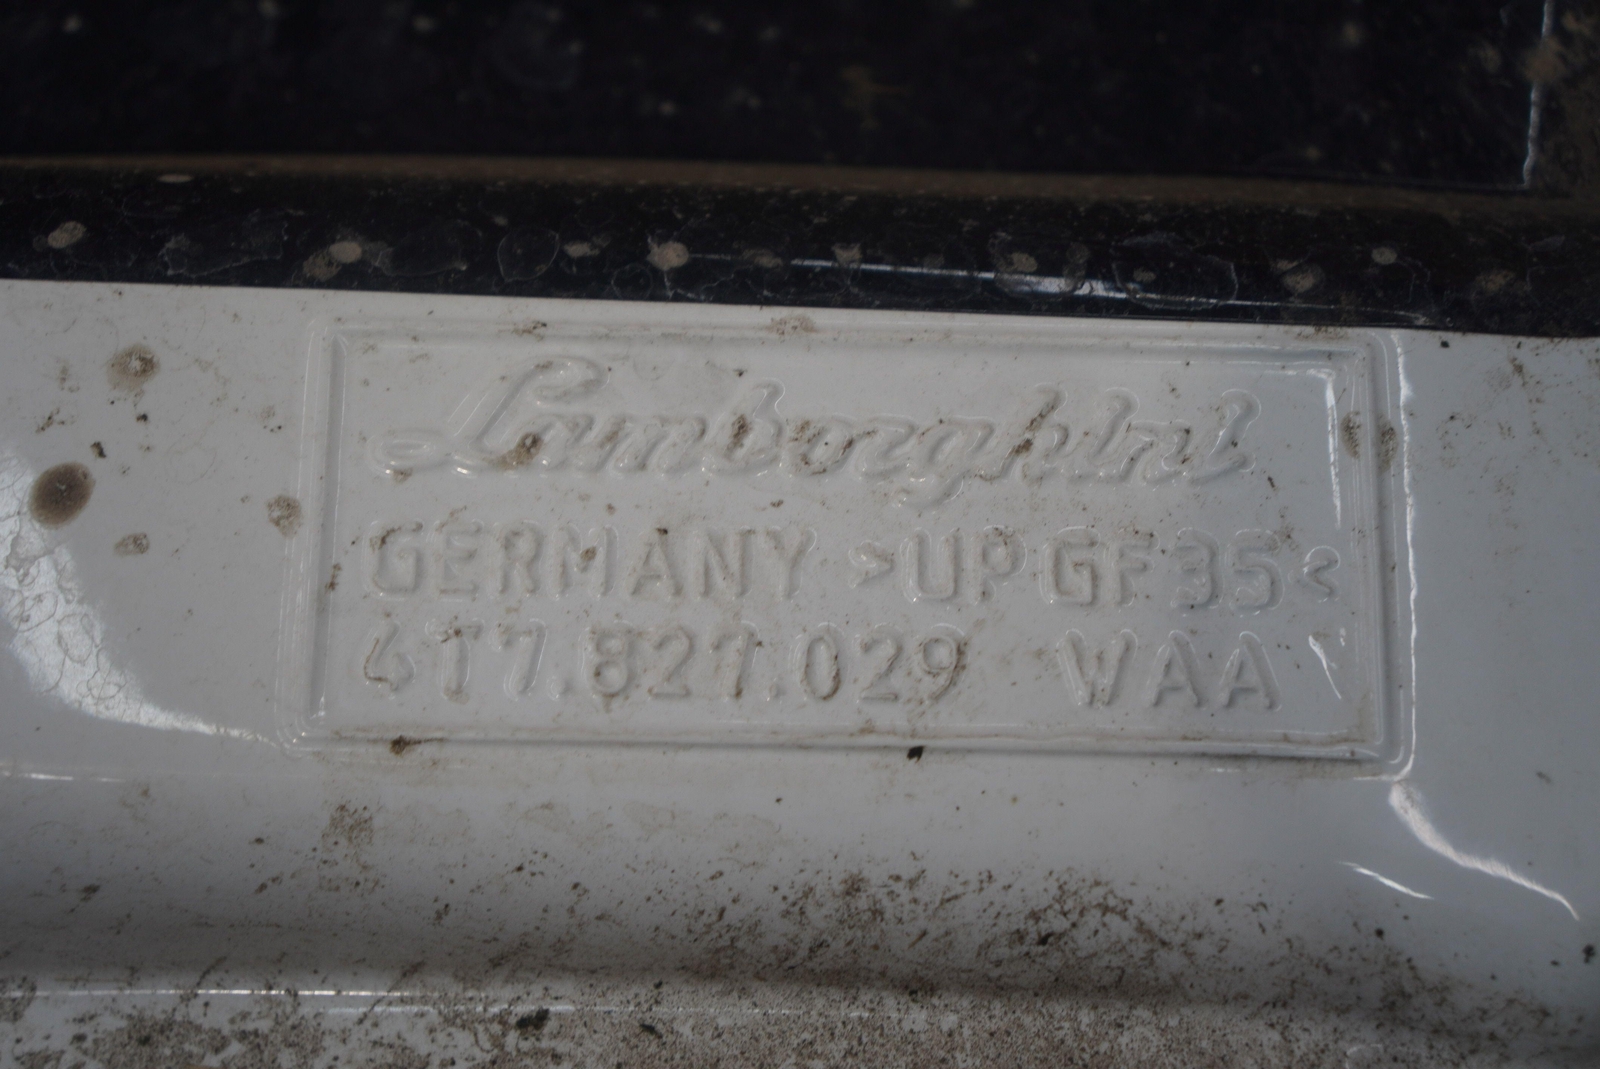 Lamborghini
GERMANY >UP GF35<
4T7.827.029 WAA